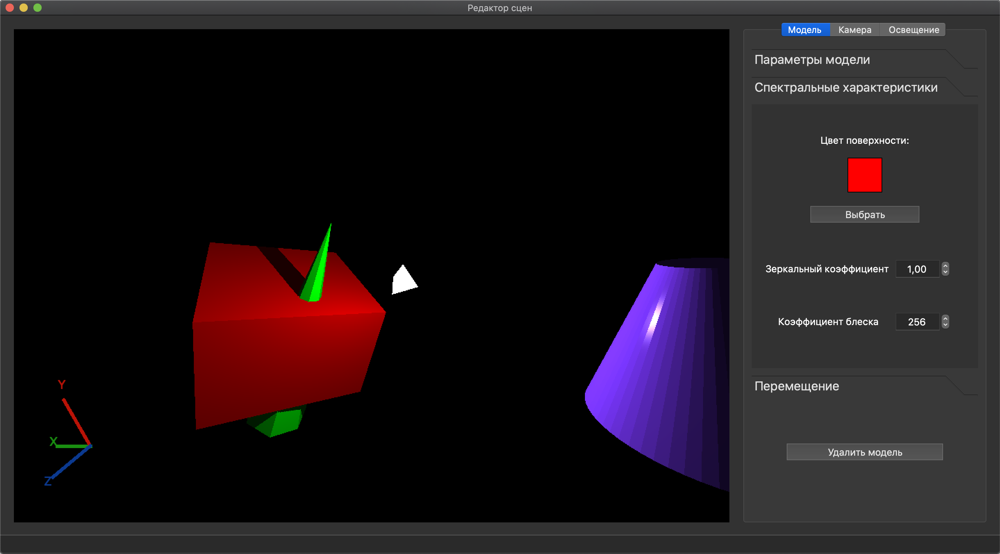 Редактор сцен
Модель Камера Освещение
Параметры модели
Спектральные характеристики
Цвет поверхности:
Выбрать
Зеркальный коэффициент 1,00
Коэффициент блеска 256
Перемещение
Удалить модель
Y
X
Z